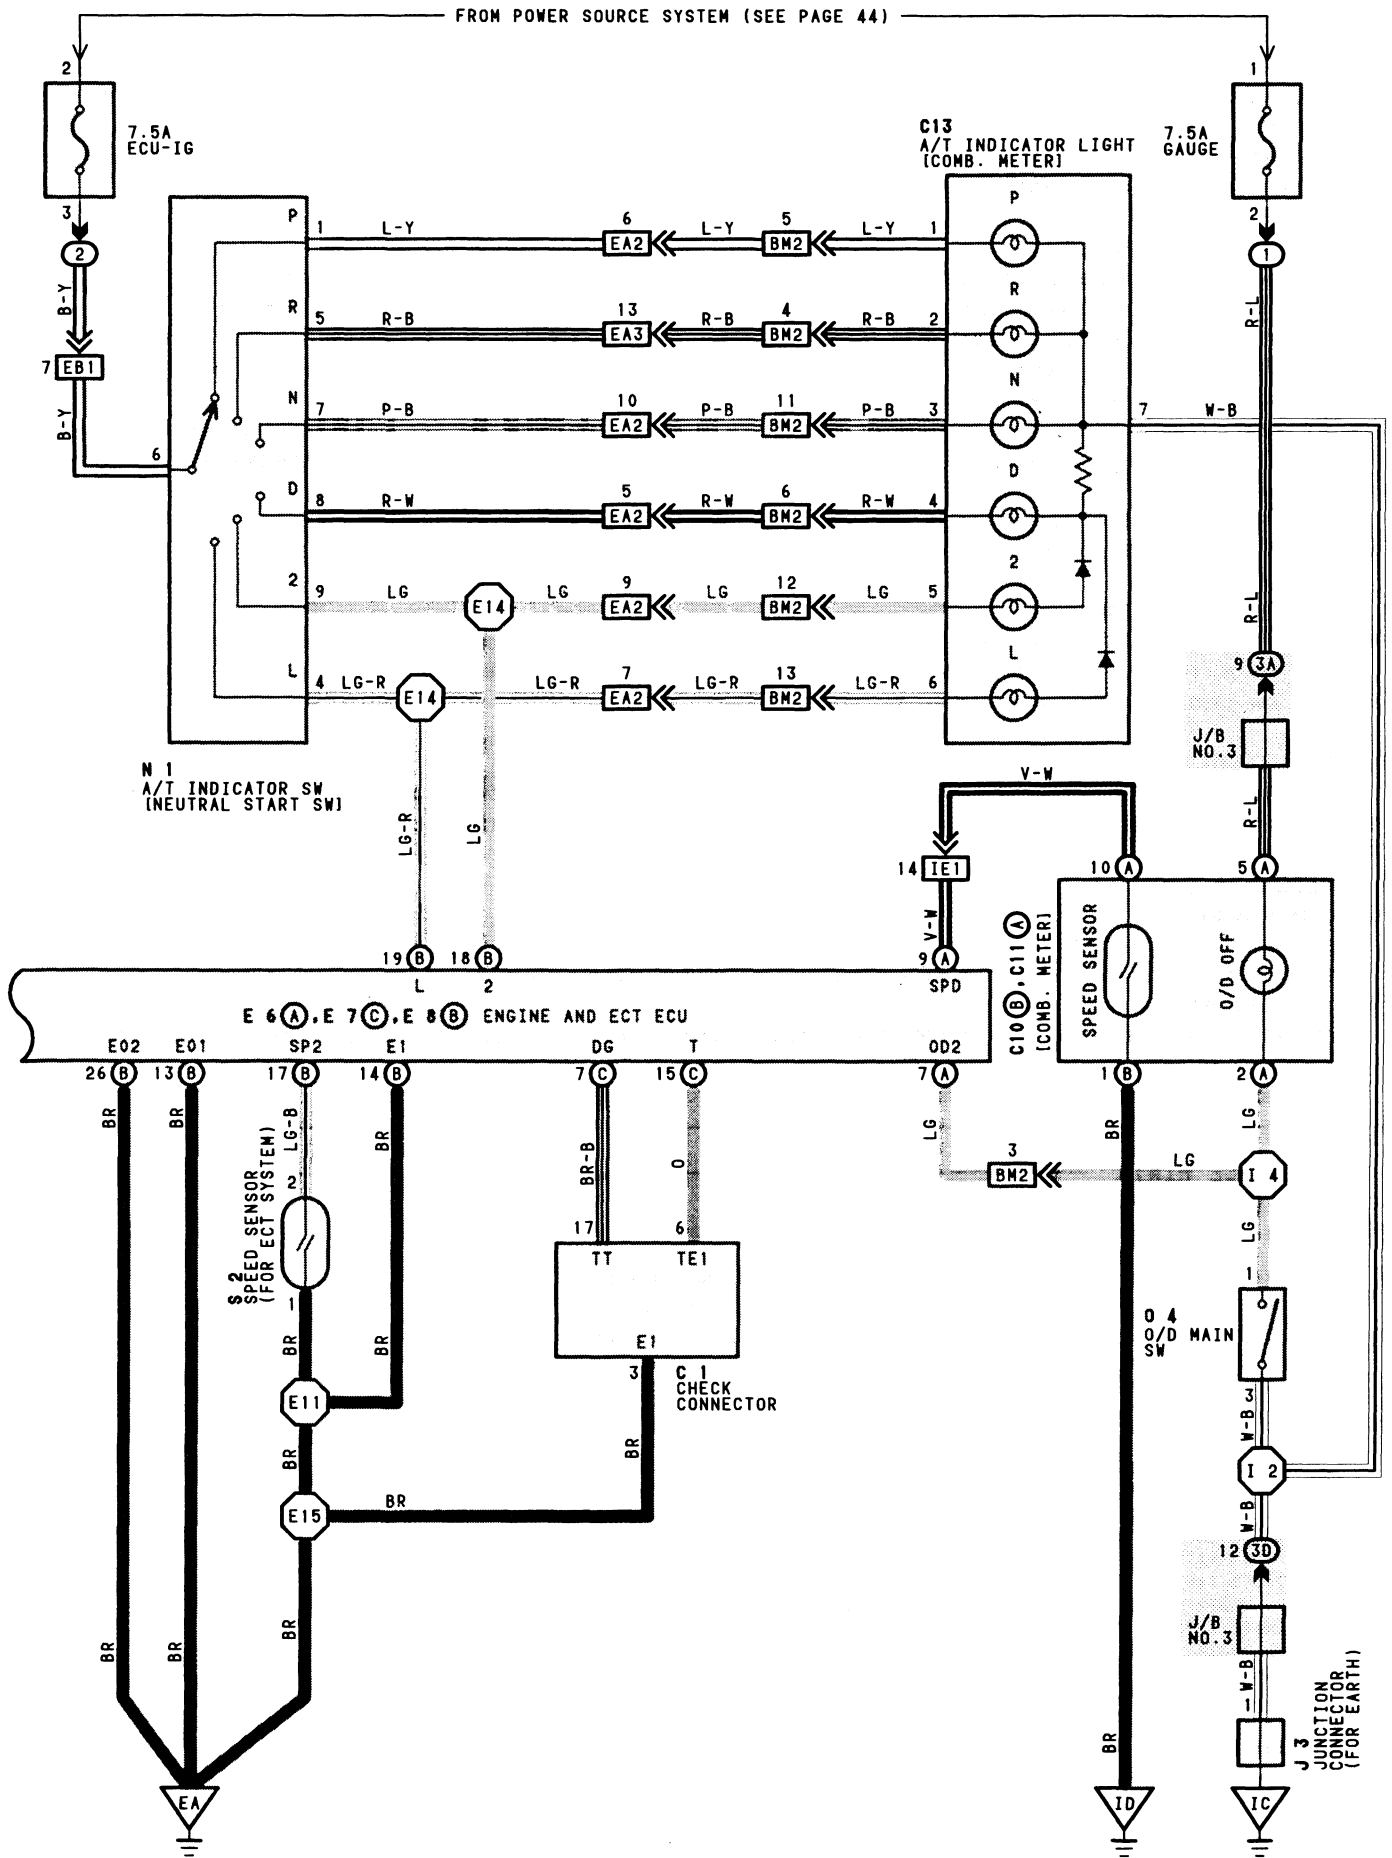 FROM POWER SOURCE SYSTEM (SEE PAGE 44)
2
1
7.5A
ECU-IG
C13
A/T INDICATOR LIGHT
[COMB. METER]
7.5A
GAUGE
3
2
2
1
P
1
L-Y
6
EA2
L-Y
5
BM2
L-Y
1
P
B-Y
R-L
R
5
R-B
13
EA3
R-B
4
BM2
R-B
2
R
7
EB1
B-Y
N
7
P-B
10
EA2
P-B
11
BM2
P-B
3
N
7
W-B
6
D
8
R-W
5
EA2
R-W
6
BM2
R-W
4
D
2
9
LG
E14
LG
9
EA2
LG
12
BM2
LG
5
2
R-L
L
4
LG-R
E14
LG-R
7
EA2
LG-R
13
BM2
LG-R
6
L
9
3A
J/B
NO.3
N 1
A/T INDICATOR SW
[NEUTRAL START SW]
V-W
R-L
LG-R
LG
14
IE1
10
A
5
A
V-W
19
B
18
B
9
A
C10 B, C11 A
[COMB. METER]
SPEED SENSOR
O/D OFF
L
2
SPD
E 6 A, E 7 C, E 8 B ENGINE AND ECT ECU
E02
E01
SP2
E1
DG
T
OD2
26
B
13
B
17
B
14
B
7
C
15
C
7
A
1
B
2
A
BR
BR
LG-B
BR
BR-B
O
LG
BR
LG
3
BM2
LG
I 4
2
S 2
SPEED SENSOR
(FOR ECT SYSTEM)
1
17
6
TT
TE1
LG
1
O 4
O/D MAIN
SW
BR
BR
E1
3
C 1
CHECK
CONNECTOR
3
W-B
E11
BR
BR
I 2
E15
BR
W-B
12
3D
BR
BR
BR
J/B
NO.3
W-B
1
BR
J 3
JUNCTION
CONNECTOR
(FOR EARTH)
EA
ID
IC